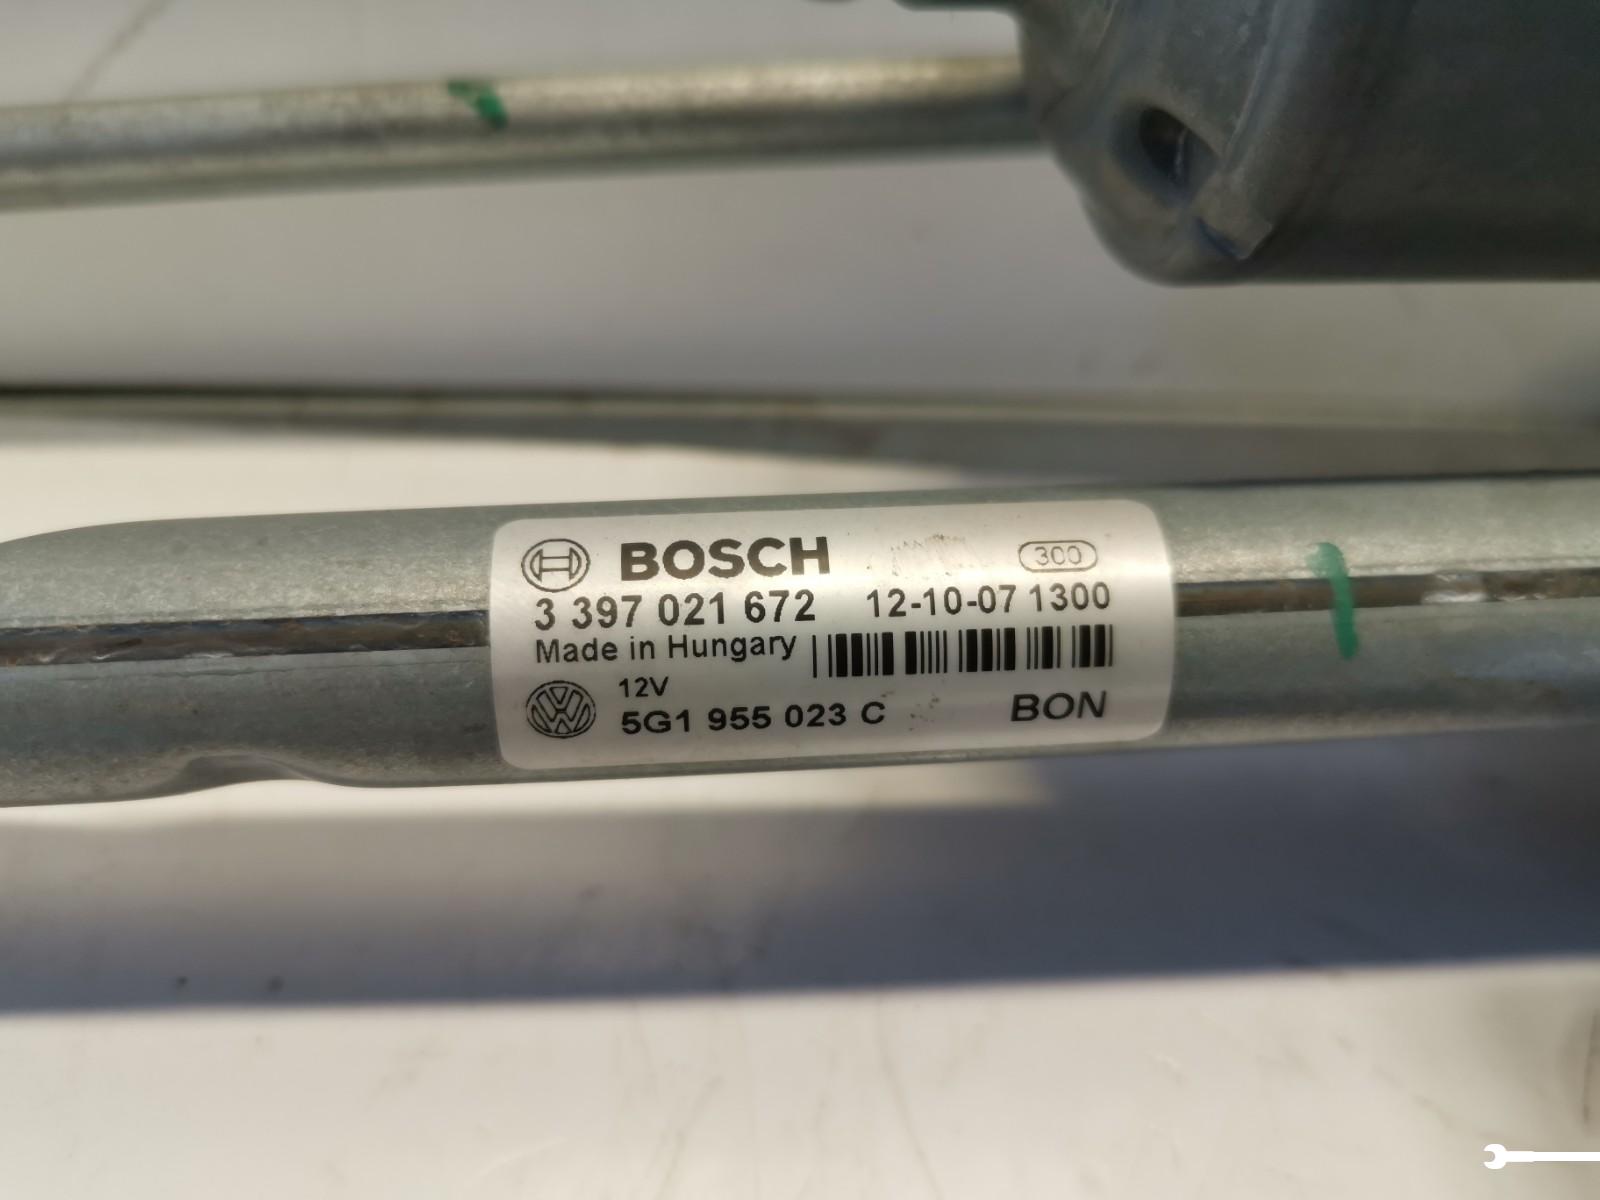 BOSCH 300
3 397 021 672 12-10-07 1300
Made in Hungary
12V
5G1 955 023 C BON